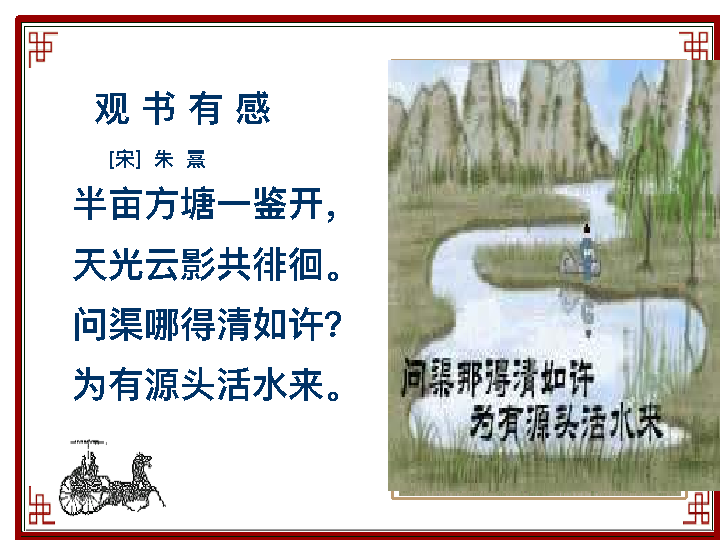 观书有感
[宋] 朱熹
半亩方塘一鉴开，
天光云影共徘徊。
问渠哪得清如许？
为有源头活水来。
问渠那得清如许
为有源头活水来